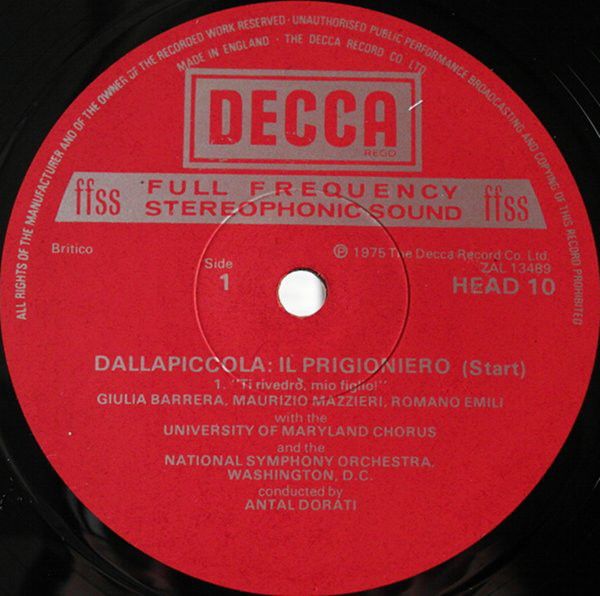 ALL RIGHTS OF THE MANUFACTURER AND OF THE OWNER OF THE RECORDED WORK RESERVED · UNAUTHORISED PUBLIC PERFORMANCE BROADCASTING AND COPYING OF THIS RECORD PROHIBITED
MADE IN ENGLAND · THE DECCA RECORD CO LTD
DECCA
REGD
ffss FULL FREQUENCY ffss
STEREOPHONIC SOUND
Britico
Side
1
Ⓟ 1975 The Decca Record Co. Ltd.
ZAL 13489
HEAD 10
DALLAPICCOLA: IL PRIGIONIERO (Start)
1. "Ti rivedrò, mio figlio!"
GIULIA BARRERA, MAURIZIO MAZZIERI, ROMANO EMILI
with the
UNIVERSITY OF MARYLAND CHORUS
and the
NATIONAL SYMPHONY ORCHESTRA,
WASHINGTON, D.C.
conducted by
ANTAL DORATI